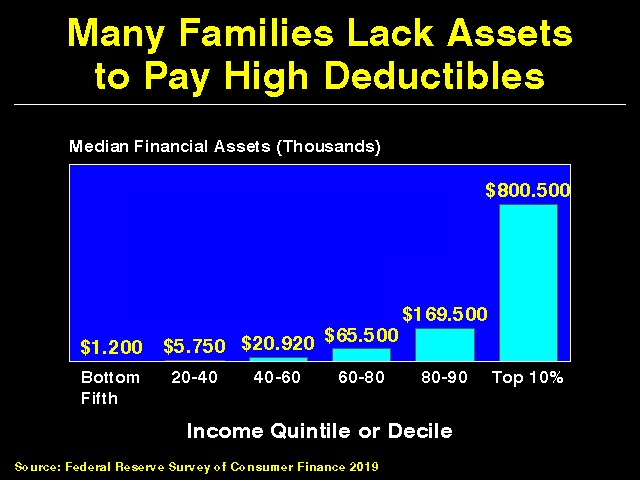 Many Families Lack Assets
to Pay High Deductibles
Median Financial Assets (Thousands)
$1.200 $5.750 $20.920 $65.500 $169.500 $800.500
Bottom Fifth 20-40 40-60 60-80 80-90 Top 10%
Income Quintile or Decile
Source: Federal Reserve Survey of Consumer Finance 2019